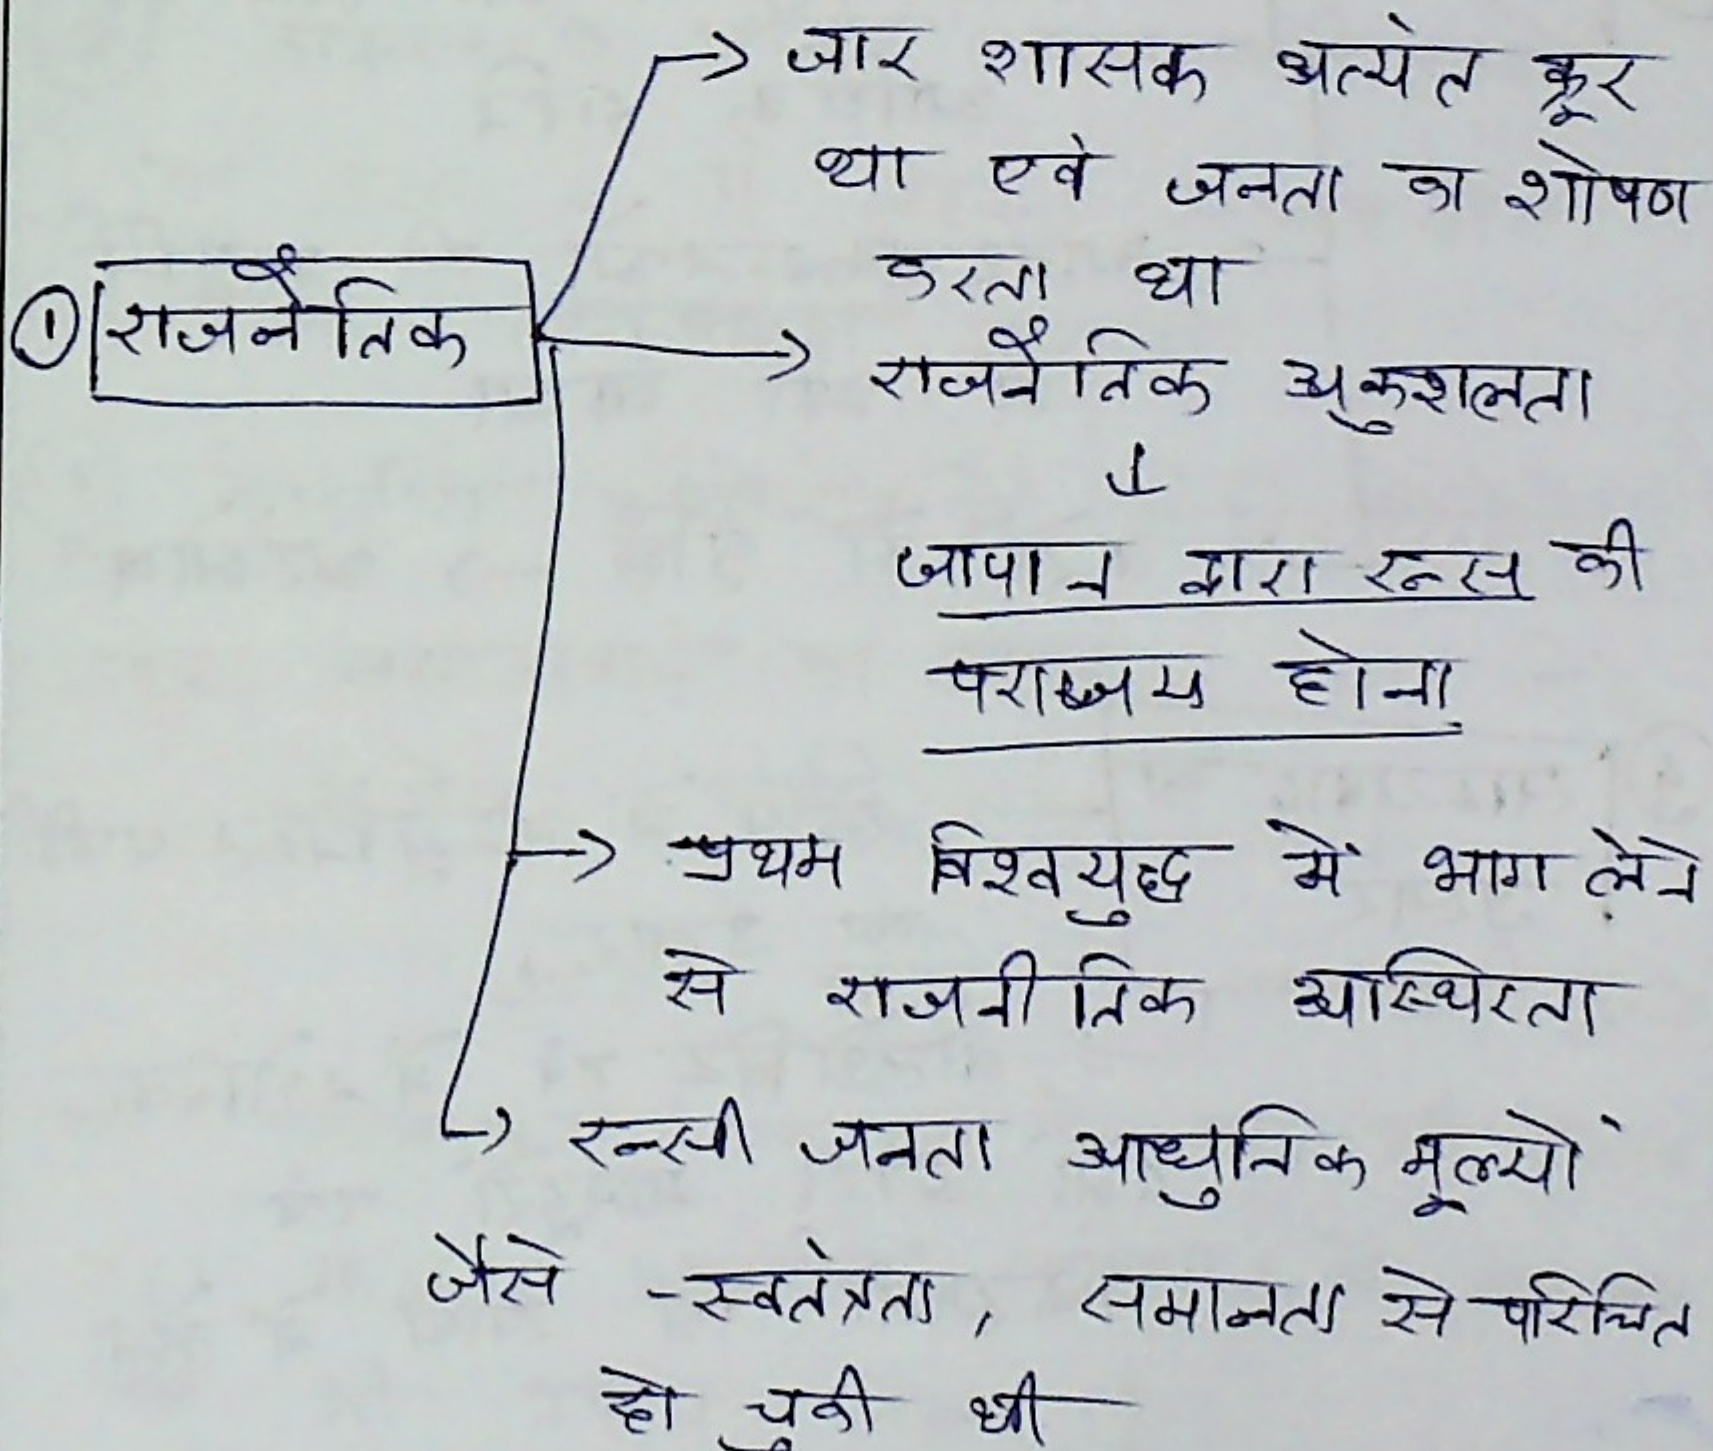 → जार शासक अत्यंत क्रूर
था एवं जनता का शोषण
करता था
① राजनैतिक
→ राजनैतिक अकुशलता
↓
जापान द्वारा रूस की
पराजय होना
→ प्रथम विश्वयुद्ध में भाग लेने
से राजनीतिक अस्थिरता
→ रूसी जनता आधुनिक मूल्यों
जैसे - स्वतंत्रता, समानता से परिचित
हो चुकी थी